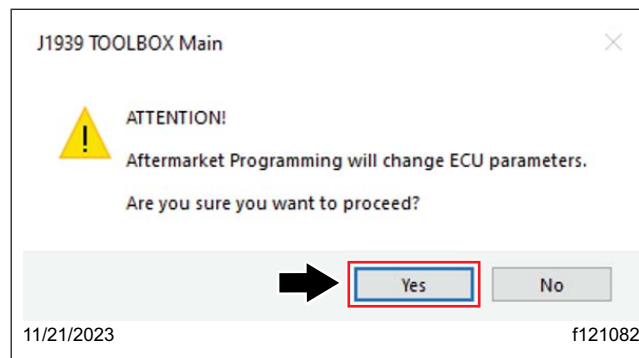 J1939 TOOLBOX Main
ATTENTION!
Aftermarket Programming will change ECU parameters.
Are you sure you want to proceed?
Yes No
11/21/2023 f121082